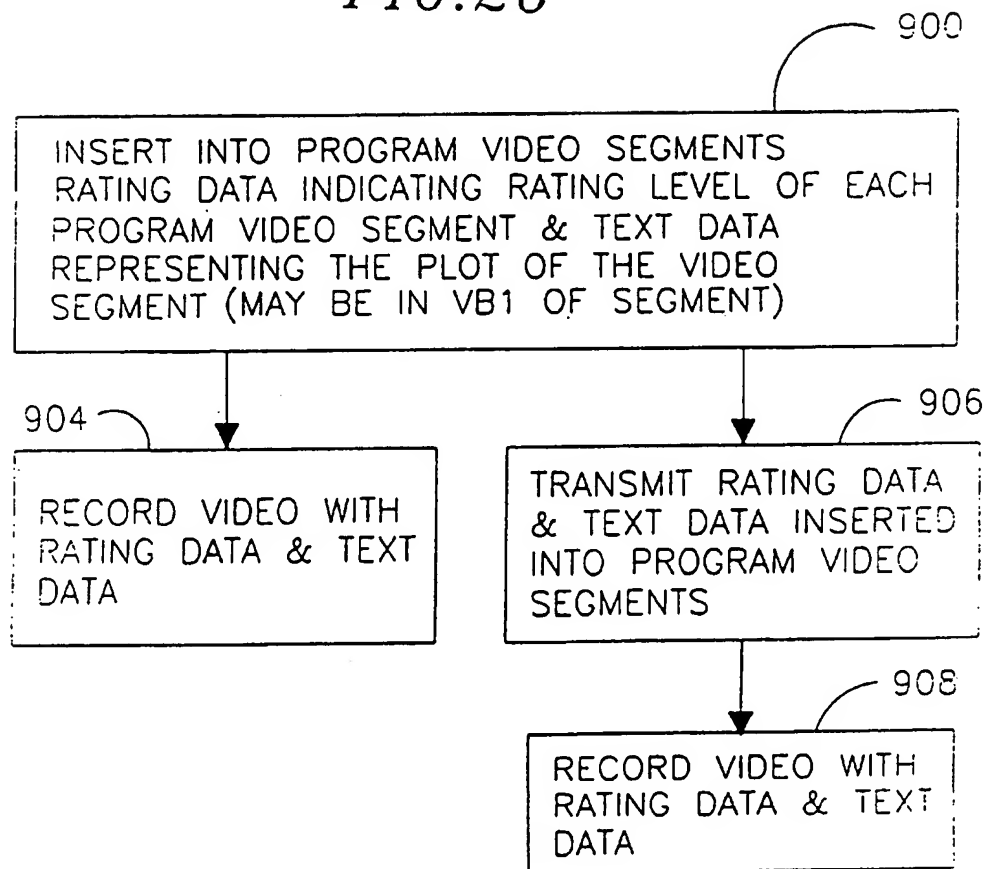 FIG.28
900
INSERT INTO PROGRAM VIDEO SEGMENTS
RATING DATA INDICATING RATING LEVEL OF EACH
PROGRAM VIDEO SEGMENT & TEXT DATA
REPRESENTING THE PLOT OF THE VIDEO
SEGMENT (MAY BE IN VB1 OF SEGMENT)
904
RECORD VIDEO WITH
RATING DATA & TEXT
DATA
906
TRANSMIT RATING DATA
& TEXT DATA INSERTED
INTO PROGRAM VIDEO
SEGMENTS
908
RECORD VIDEO WITH
RATING DATA & TEXT
DATA